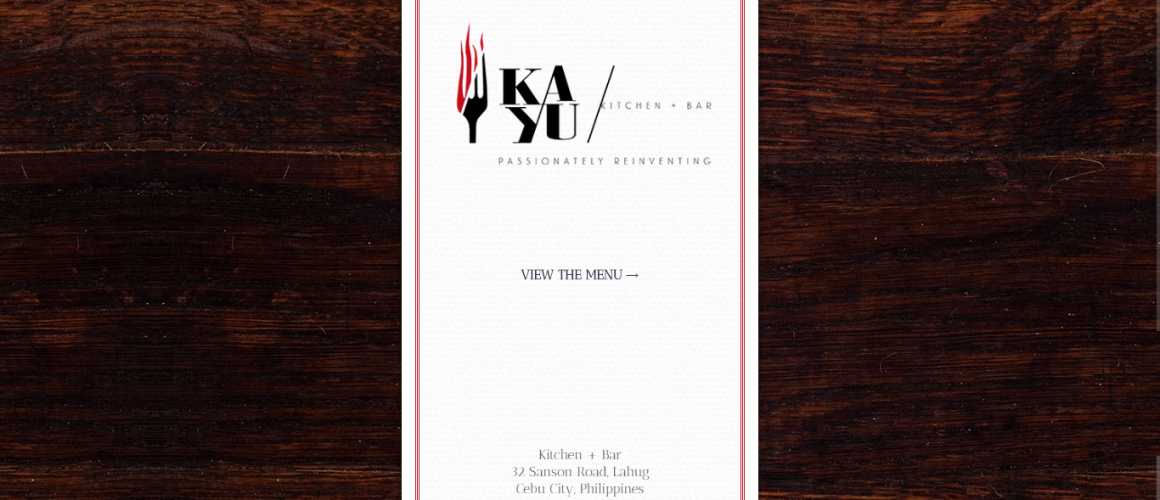 KA
YU
KITCHEN + BAR
PASSIONATELY REINVENTING
VIEW THE MENU →
Kitchen + Bar
32 Sanson Road, Lahug
Cebu City, Philippines